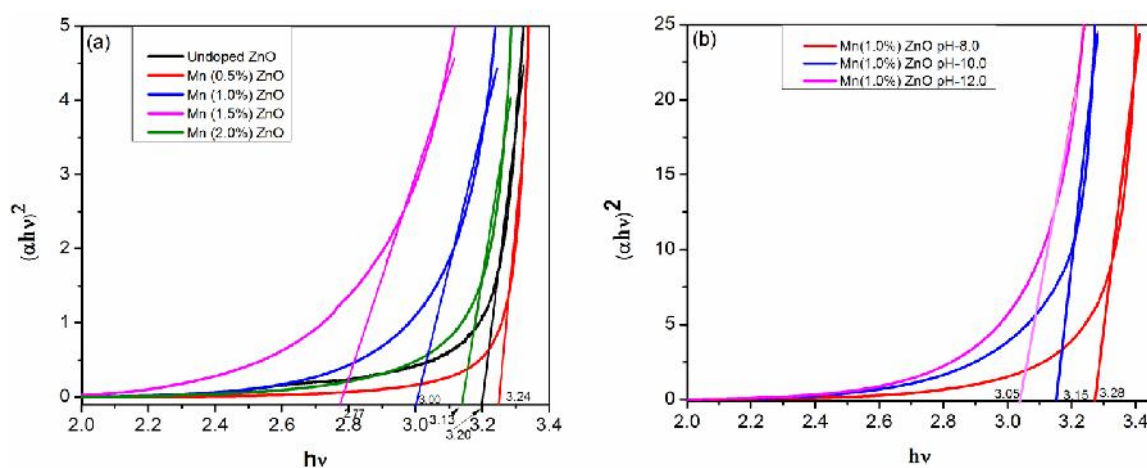 (a)
Undoped ZnO
Mn (0.5%) ZnO
Mn (1.0%) ZnO
Mn (1.5%) ZnO
Mn (2.0%) ZnO
5
4
3
2
1
0
(αhν)²
2.77
3.00
3.13
3.20
3.24
2.0 2.2 2.4 2.6 2.8 3.0 3.2 3.4
hν
(b)
Mn(1.0%) ZnO pH-8.0
Mn(1.0%) ZnO pH-10.0
Mn(1.0%) ZnO pH-12.0
25
20
15
10
5
0
(αhν)²
3.05
3.15
3.28
2.0 2.2 2.4 2.6 2.8 3.0 3.2 3.4
hν